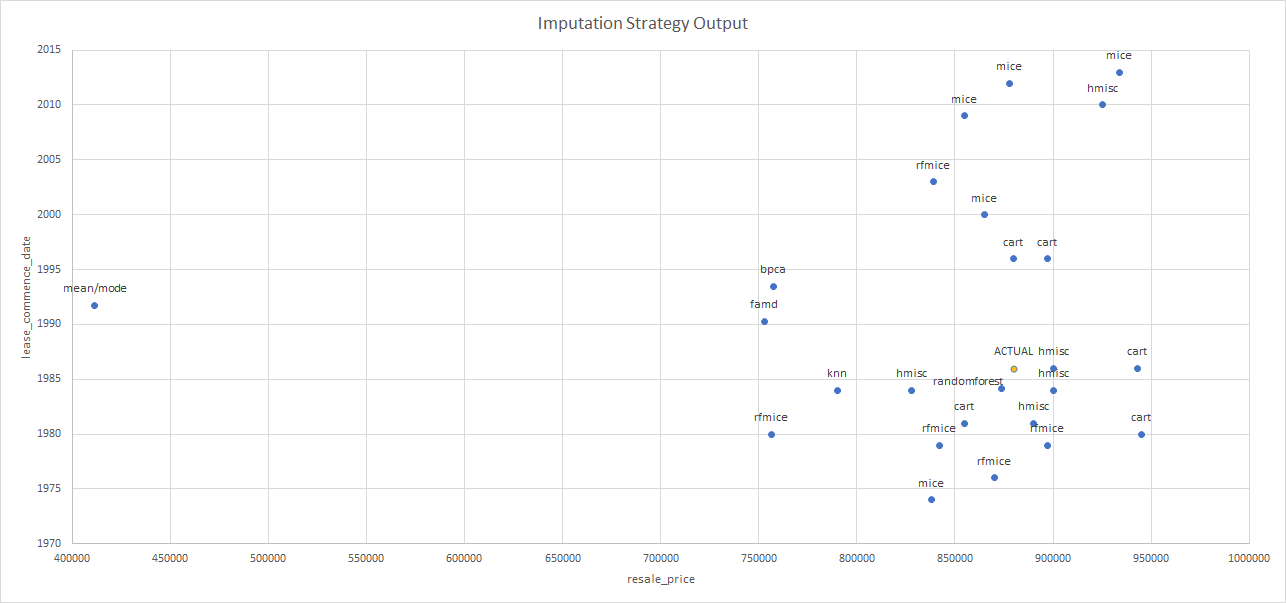 Imputation Strategy Output
2015
2010
2005
2000
1995
1990
1985
1980
1975
1970
lease_commence_date
mice
mice
hmisc
mice
rfmice
mice
cart cart
bpca
mean/mode
famd
ACTUAL hmisc cart
knn hmisc hmisc
randomforest
cart hmisc
rfmice cart
rfmice rfmice
rfmice
mice
400000 450000 500000 550000 600000 650000 700000 750000 800000 850000 900000 950000 1000000
resale_price